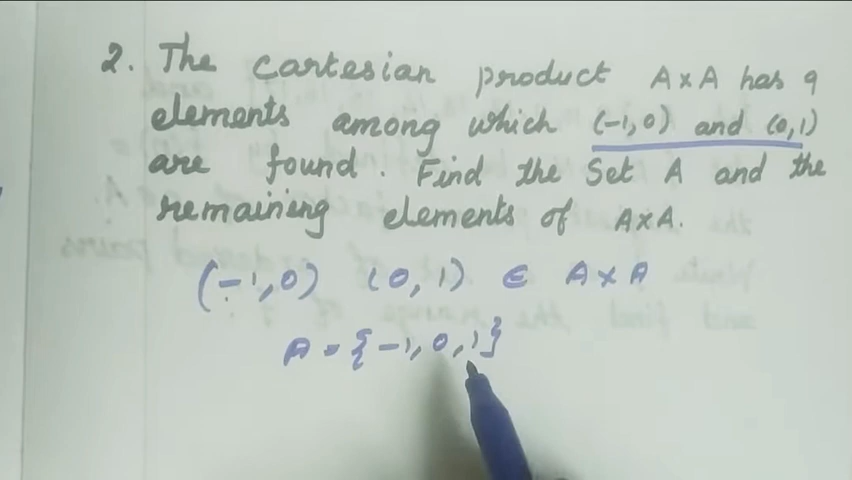 2. The Cartesian product A×A has 9
elements among which (-1,0) and (0,1)
are found. Find the Set A and the
remaining elements of A×A.
(-1,0) (0,1) ∈ A×A
A = {-1,0,1}